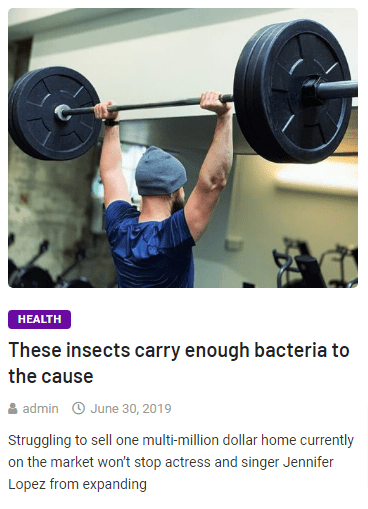 HEALTH
These insects carry enough bacteria to
the cause
admin June 30, 2019
Struggling to sell one multi-million dollar home currently
on the market won’t stop actress and singer Jennifer
Lopez from expanding